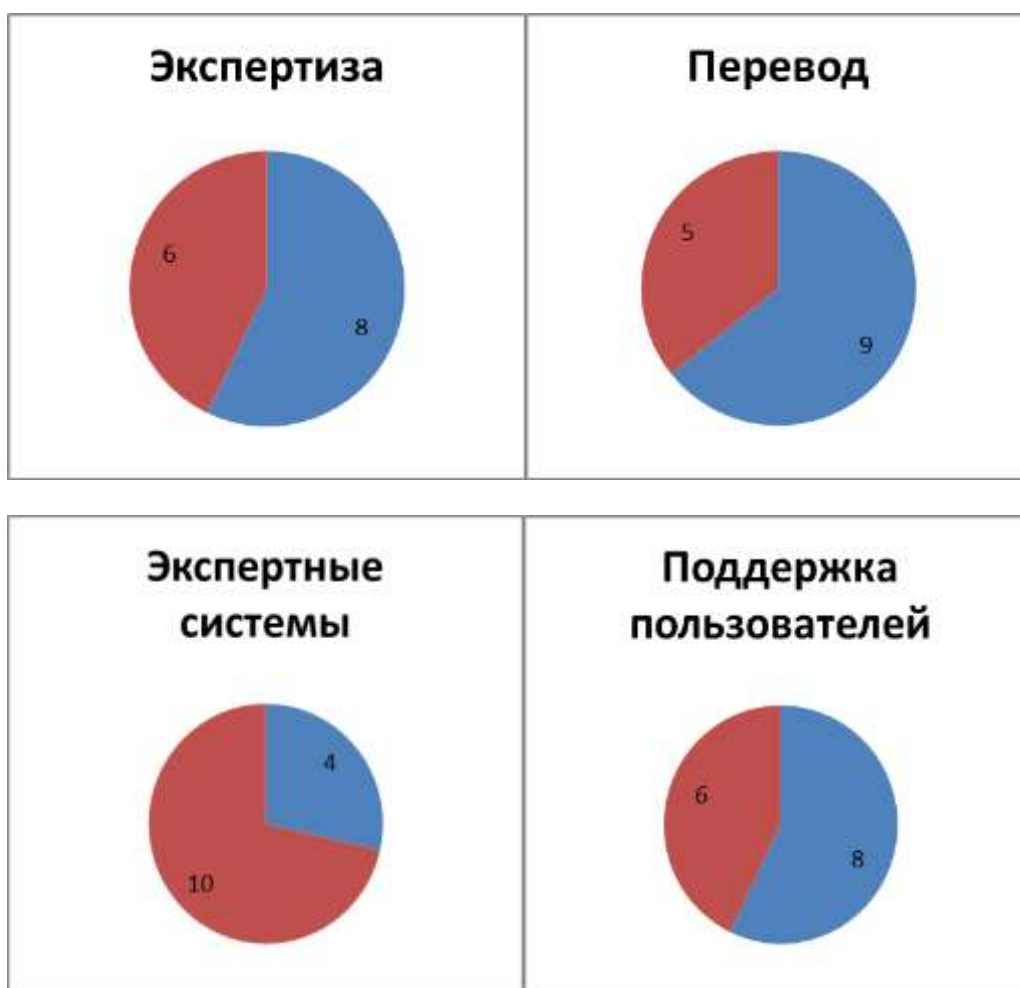 Экспертиза
6
8
Перевод
5
9
Экспертные
системы
4
10
Поддержка
пользователей
6
8